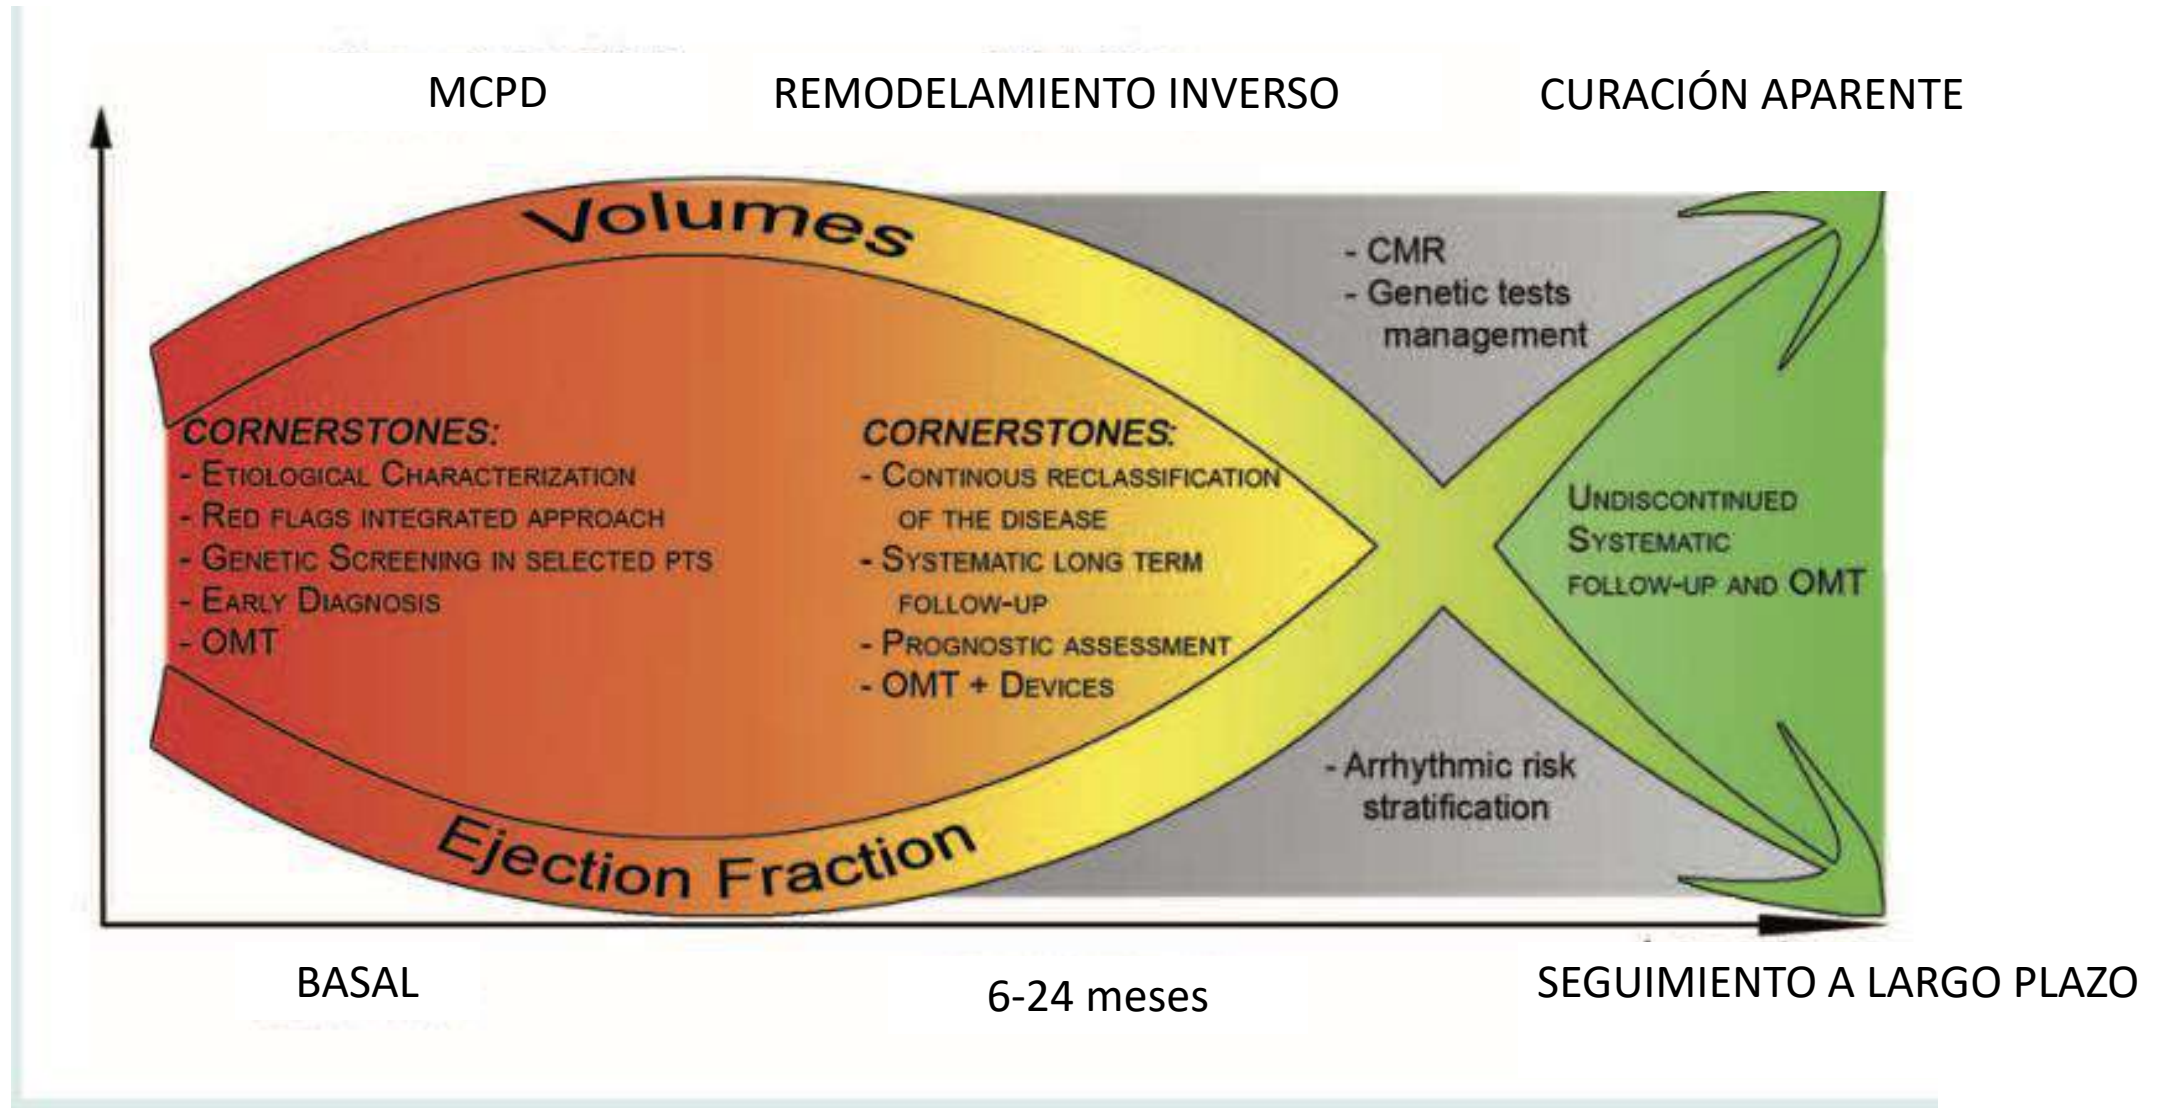 MCPD
REMODELAMIENTO INVERSO
CURACIÓN APARENTE
Volumes
- CMR
- Genetic tests
management
CORNERSTONES:
- ETIOLOGICAL CHARACTERIZATION
- RED FLAGS INTEGRATED APPROACH
- GENETIC SCREENING IN SELECTED PTS
- EARLY DIAGNOSIS
- OMT
CORNERSTONES:
- CONTINOUS RECLASSIFICATION
OF THE DISEASE
- SYSTEMATIC LONG TERM
FOLLOW-UP
- PROGNOSTIC ASSESSMENT
- OMT + DEVICES
UNDISCONTINUED
SYSTEMATIC
FOLLOW-UP AND OMT
- Arrhythmic risk
stratification
Ejection Fraction
BASAL
6-24 meses
SEGUIMIENTO A LARGO PLAZO